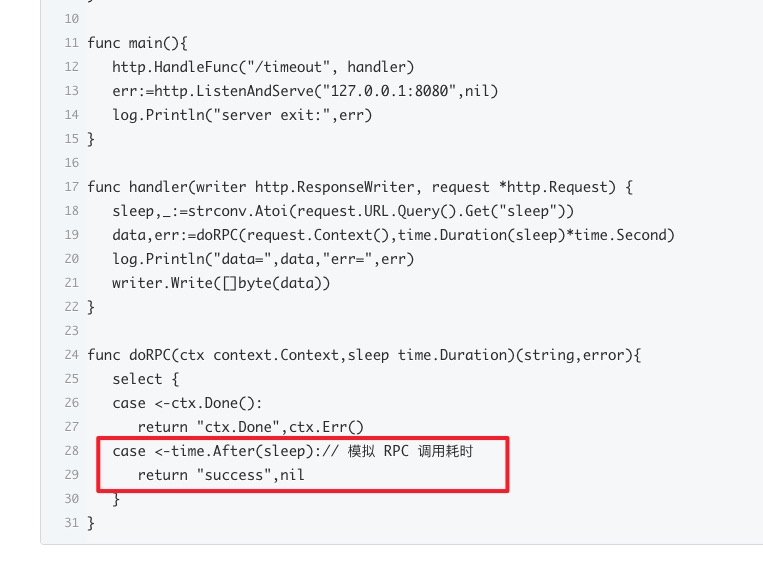 10
11 func main(){
12    http.HandleFunc("/timeout", handler)
13    err:=http.ListenAndServe("127.0.0.1:8080",nil)
14    log.Println("server exit:",err)
15 }
16
17 func handler(writer http.ResponseWriter, request *http.Request) {
18    sleep,_:=strconv.Atoi(request.URL.Query().Get("sleep"))
19    data,err:=doRPC(request.Context(),time.Duration(sleep)*time.Second)
20    log.Println("data=",data,"err=",err)
21    writer.Write([]byte(data))
22 }
23
24 func doRPC(ctx context.Context,sleep time.Duration)(string,error){
25    select {
26    case <-ctx.Done():
27       return "ctx.Done",ctx.Err()
28    case <-time.After(sleep):// 模拟 RPC 调用耗时
29       return "success",nil
30    }
31 }